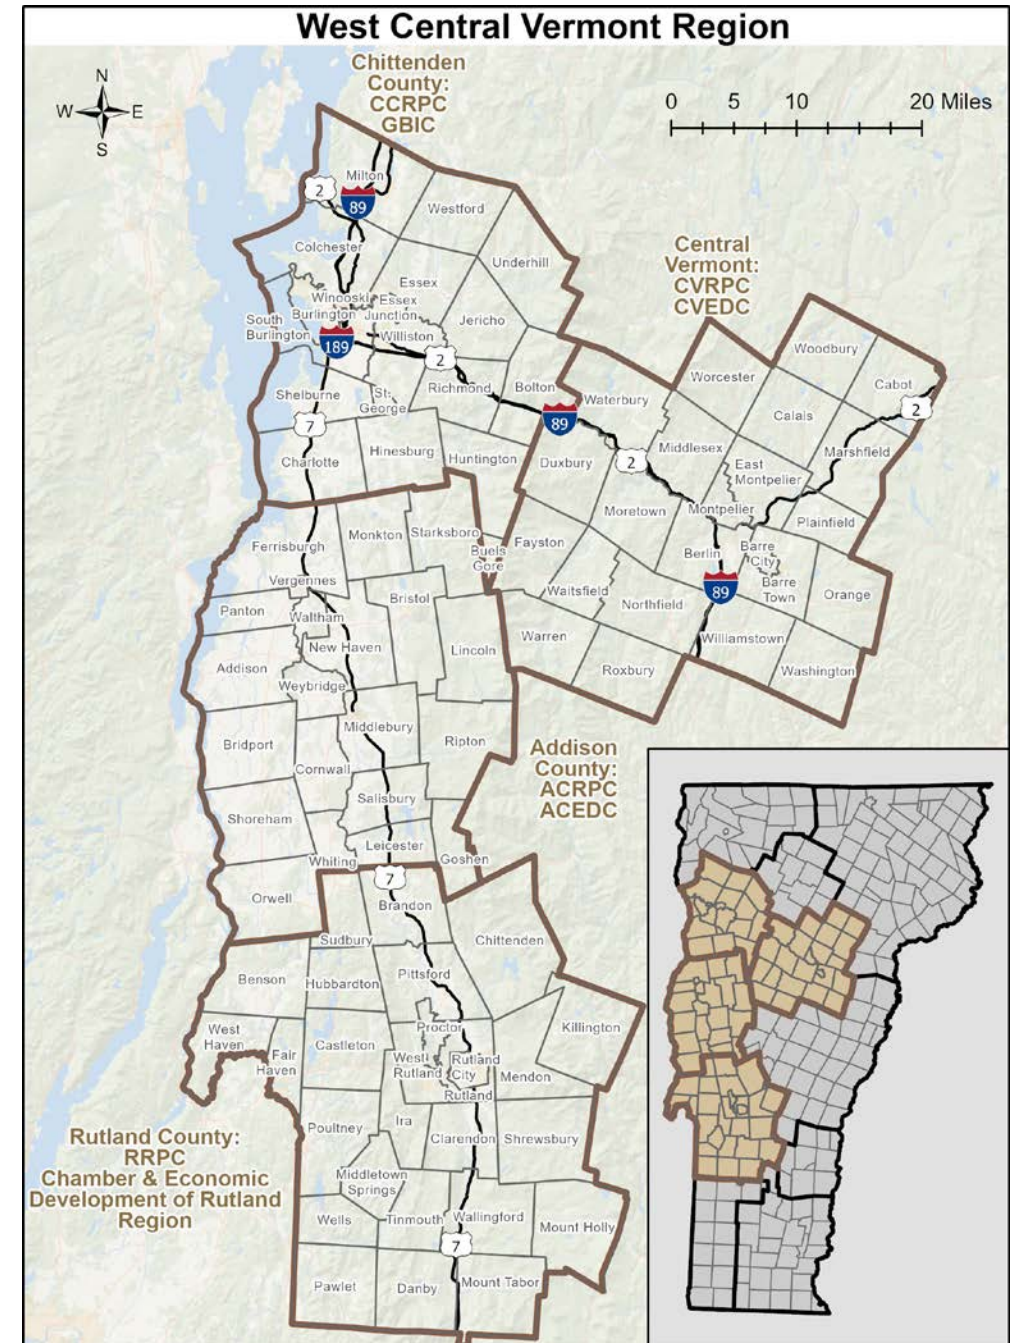 West Central Vermont Region
Chittenden
County:
CCRPC
GBIC
N
W
E
S
0 5 10 20 Miles
Milton
2
89
Westford
Colchester
Underhill
Central
Vermont:
CVRPC
CVEDC
Essex
Winooski
Essex
Junction
Burlington
South
Burlington
Jericho
Williston
189
2
Woodbury
Worcester
Cabot
2
Shelburne
St.
George
Richmond
Bolton
Waterbury
Calais
89
7
Charlotte
Hinesburg
Huntington
Duxbury
2
Middlesex
East
Montpelier
Marshfield
Moretown
Montpelier
Plainfield
Ferrisburgh
Monkton
Starksboro
Buels
Gore
Fayston
Berlin
Barre
City
Vergennes
Panton
Waltham
Bristol
Waitsfield
Northfield
89
Barre
Town
Orange
Addison
New Haven
Lincoln
Warren
Williamstown
Weybridge
Roxbury
Washington
Bridport
Middlebury
Ripton
Cornwall
Addison
County:
ACRPC
ACEDC
Salisbury
Shoreham
Leicester
Whiting
Goshen
7
Orwell
Brandon
Sudbury
Chittenden
Benson
Hubbardton
Pittsford
West
Haven
Fair
Haven
Castleton
Proctor
Killington
West
Rutland
Rutland
City
Mendon
Rutland
Poultney
Ira
Clarendon
Shrewsbury
Rutland County:
RRPC
Chamber & Economic
Development of Rutland
Region
Middletown
Springs
Wells
Tinmouth
Wallingford
Mount Holly
7
Pawlet
Danby
Mount Tabor